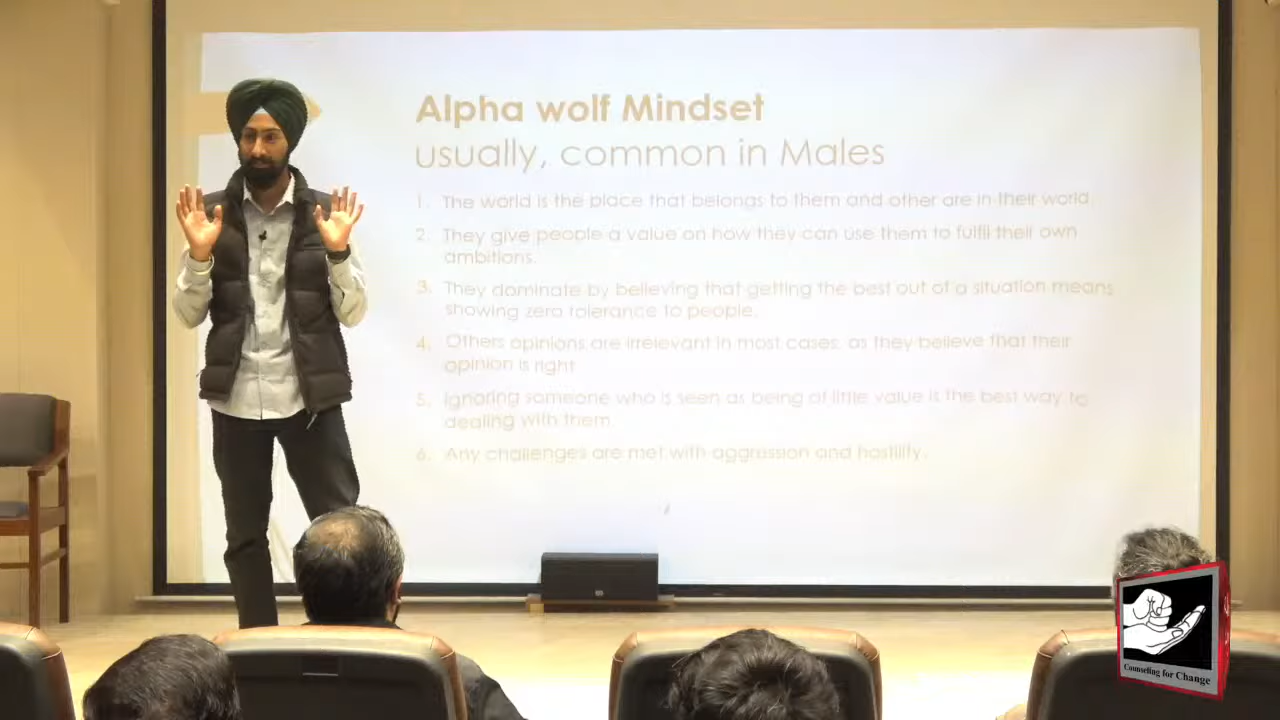 Alpha wolf Mindset
usually, common in Males
1. The world is the place that belongs to them and other are in their world.
2. They give people a value on how they can use them to fulfil their own
ambitions.
3. They dominate by believing that getting the best out of a situation means
showing zero tolerance to people.
4. Others opinions are irrelevant in most cases, as they believe that their
opinion is right
5. Ignoring someone who is seen as being of little value is the best way to
dealing with them.
6. Any challenges are met with aggression and hostility.
Counseling for Change